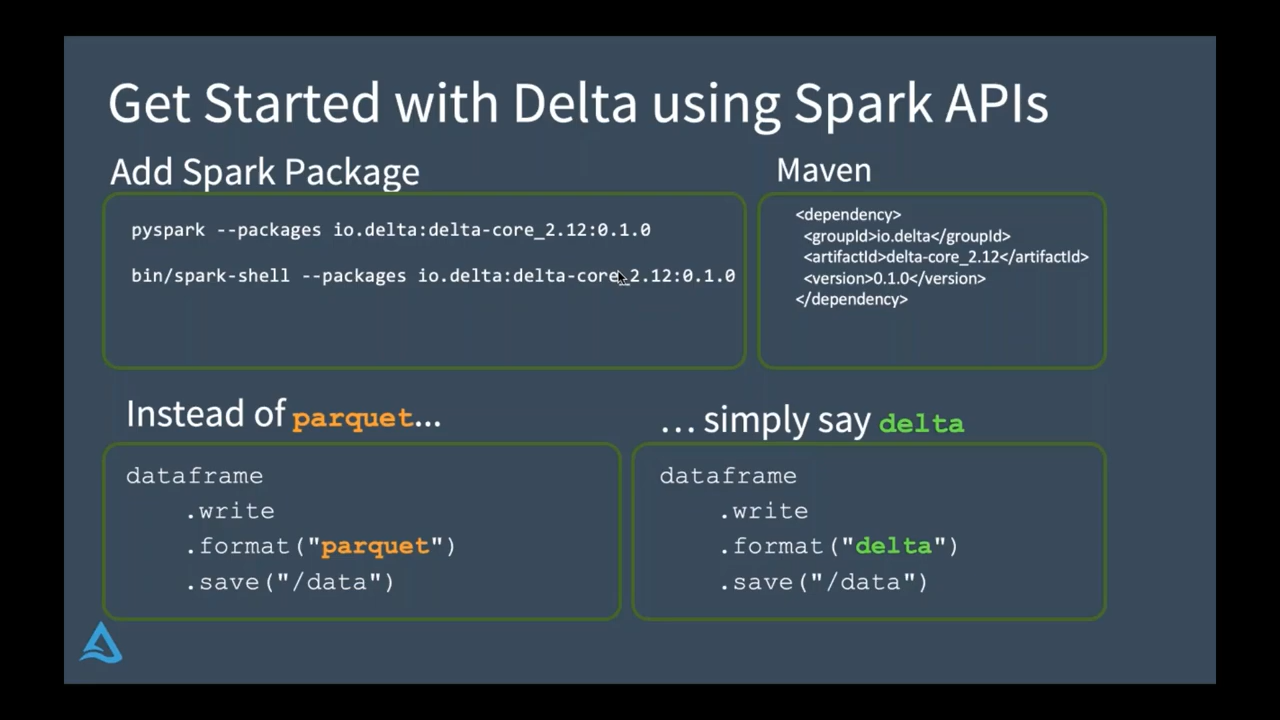 Get Started with Delta using Spark APIs
Add Spark Package
pyspark --packages io.delta:delta-core_2.12:0.1.0
bin/spark-shell --packages io.delta:delta-core_2.12:0.1.0
Maven
<dependency>
<groupId>io.delta</groupId>
<artifactId>delta-core_2.12</artifactId>
<version>0.1.0</version>
</dependency>
Instead of parquet...
dataframe
.write
.format("parquet")
.save("/data")
... simply say delta
dataframe
.write
.format("delta")
.save("/data")